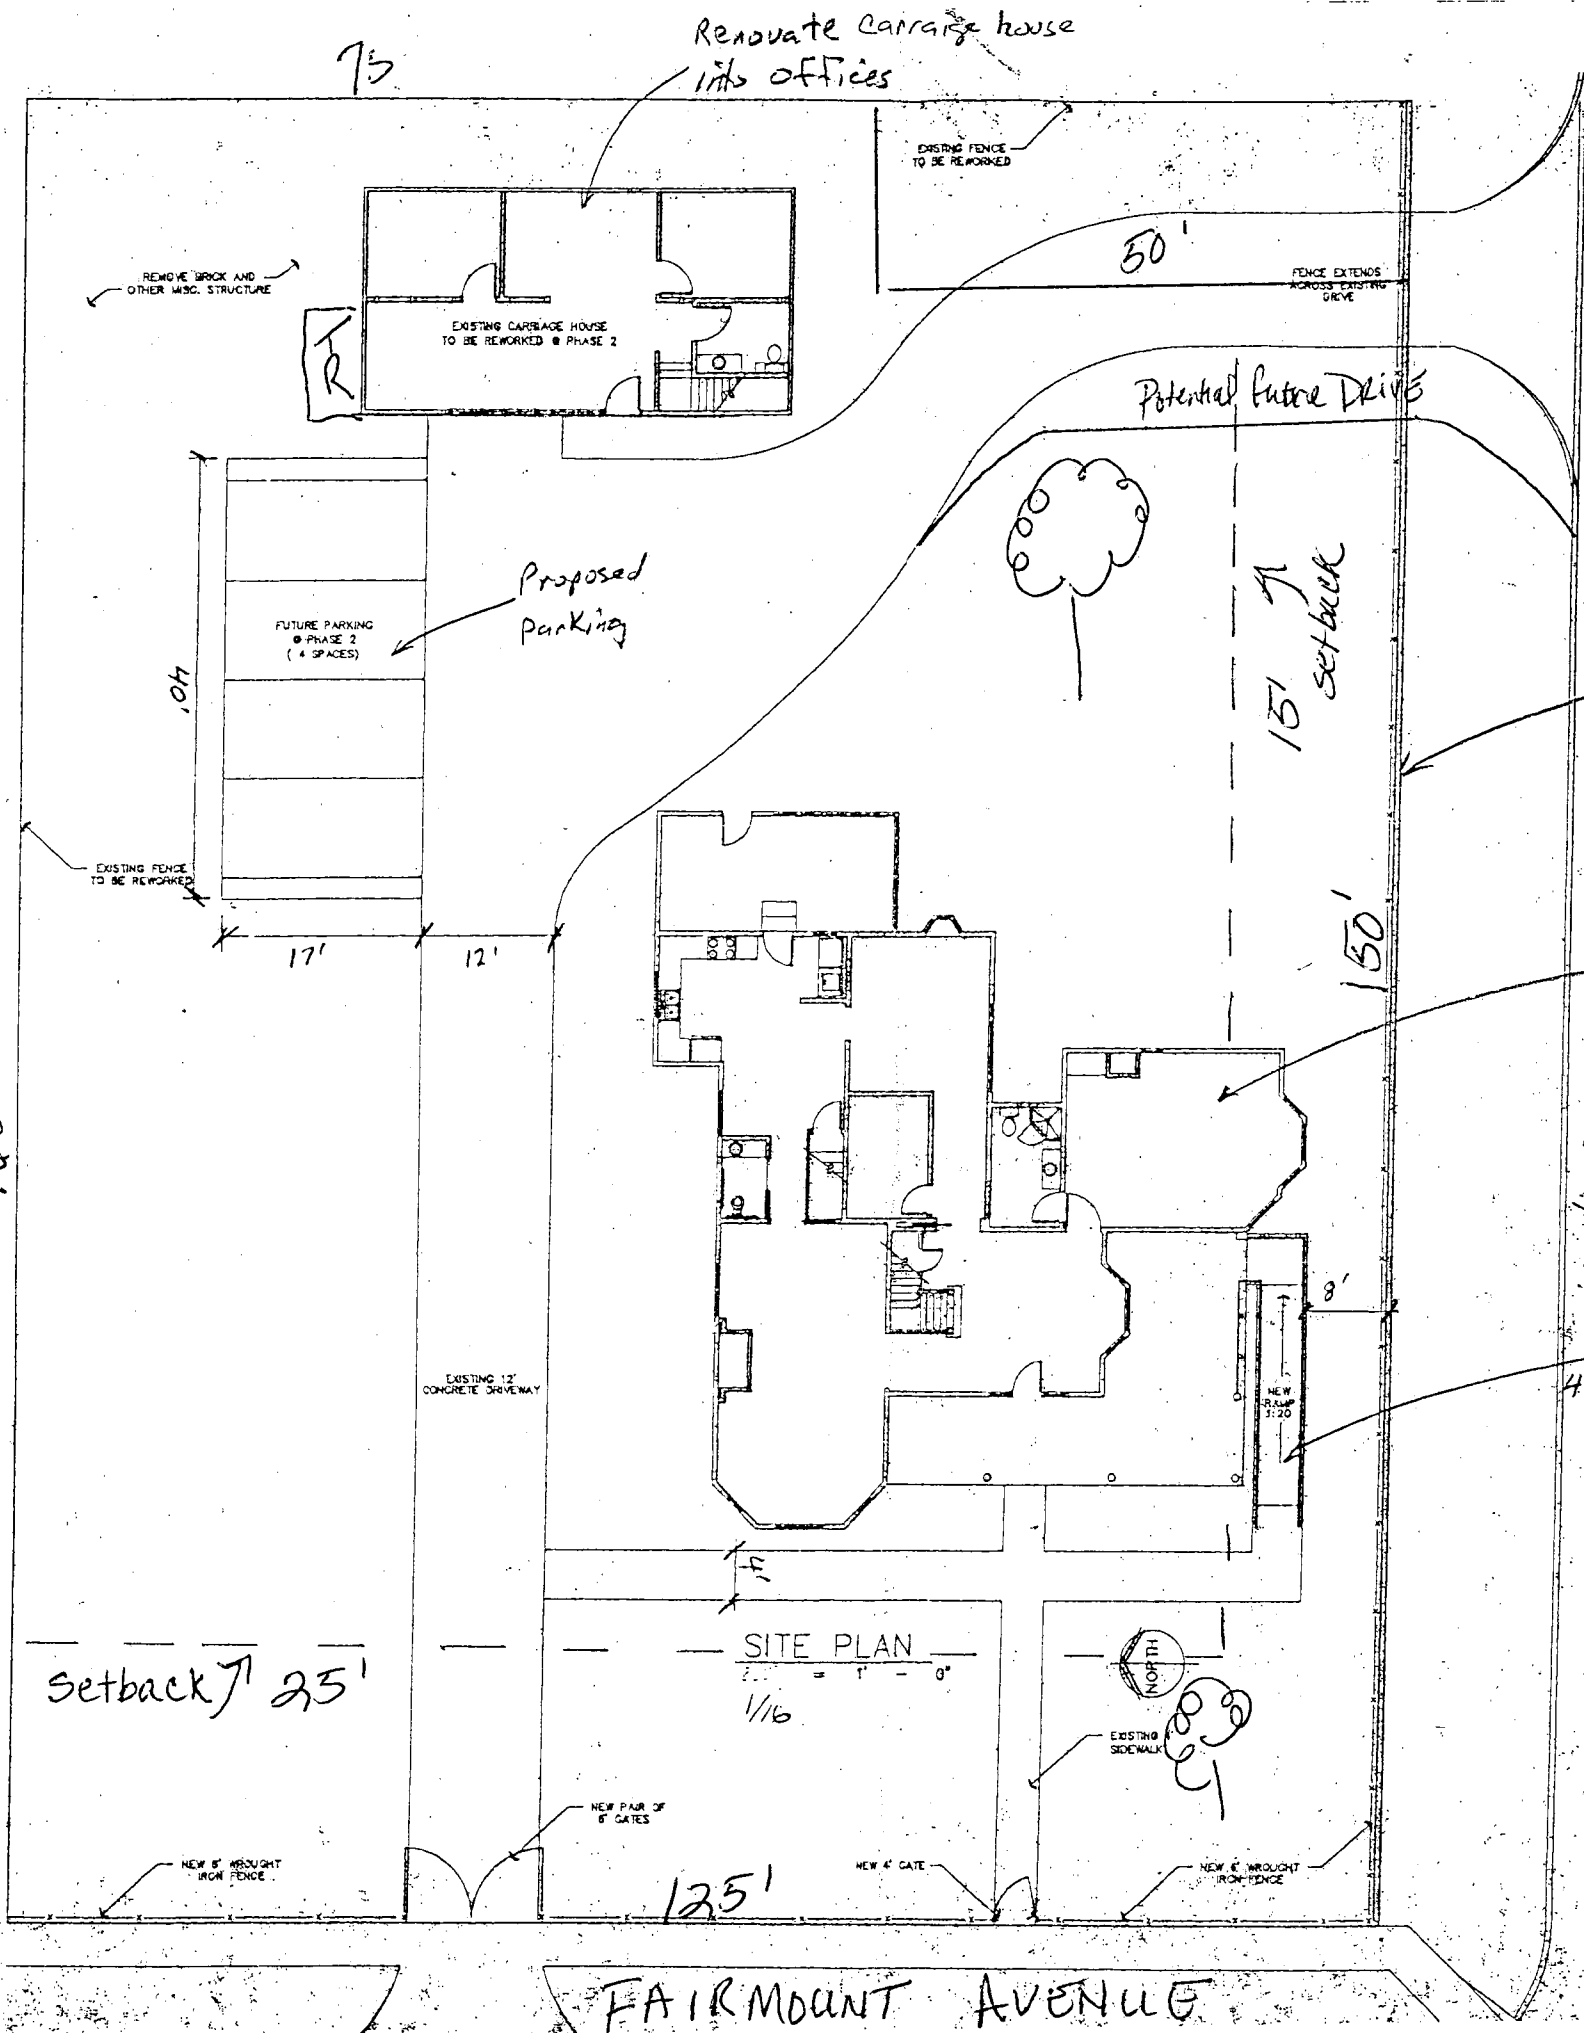 Renovate Carraige house
into offices
75
EXISTING FENCE
TO BE REWORKED
50'
FENCE EXTENDS
ACROSS EXISTING
DRIVE
REMOVE BRICK AND
OTHER MISC. STRUCTURE
TR
EXISTING CARRIAGE HOUSE
TO BE REWORKED @ PHASE 2
Potential future DRIVE
Proposed
parking
FUTURE PARKING
@ PHASE 2
( 4 SPACES)
40'
15' setback
EXISTING FENCE
TO BE REWORKED
17'
12'
150'
8'
NEW
RAMP
1:20
EXISTING 12'
CONCRETE DRIVEWAY
4
SITE PLAN
= 1' - 0"
1/16
NORTH
setback 25'
EXISTING
SIDEWALK
NEW PAIR OF
6' GATES
NEW 6' WROUGHT
IRON FENCE
125'
NEW 4' GATE
NEW 6' WROUGHT
IRON FENCE
FAIRMOUNT AVENUE